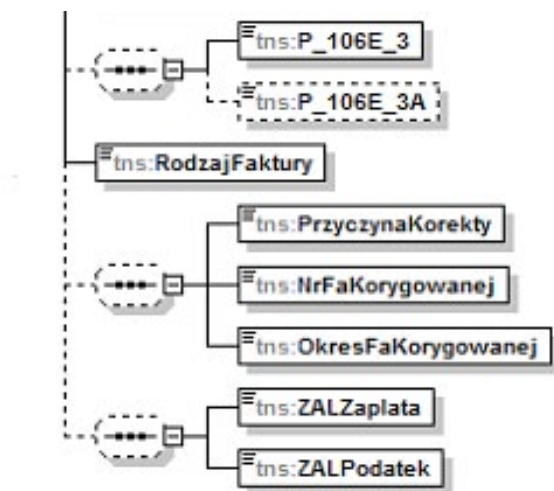 tns:P_106E_3
tns:P_106E_3A
tns:RodzajFaktury
tns:PrzyczynaKorekty
tns:NrFaKorygowanej
tns:OkresFaKorygowanej
tns:ZALZaplata
tns:ZALPodatek